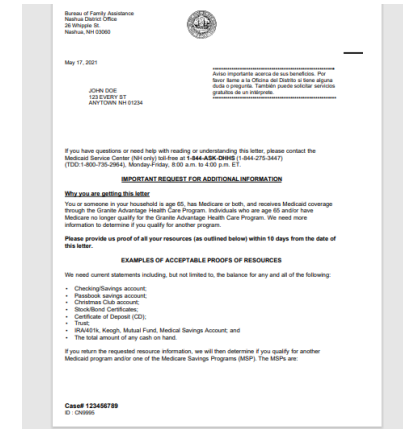 Bureau of Family Assistance
Nashua District Office
26 Whipple St.
Nashua, NH 03060
May 17, 2021
**********************************************
Aviso importante acerca de sus beneficios. Por
favor llame a la Oficina del Distrito si tiene alguna
duda o pregunta. También puede solicitar servicios
gratuitos de un intérprete.
**********************************************
JOHN DOE
123 EVERY ST
ANYTOWN NH 01234
If you have questions or need help with reading or understanding this letter, please contact the
Medicaid Service Center (NH only) toll-free at 1-844-ASK-DHHS (1-844-275-3447)
(TDD:1-800-735-2964), Monday-Friday, 8:00 a.m. to 4:00 p.m. ET.
IMPORTANT REQUEST FOR ADDITIONAL INFORMATION
Why you are getting this letter
You or someone in your household is age 65, has Medicare or both, and receives Medicaid coverage
through the Granite Advantage Health Care Program. Individuals who are age 65 and/or have
Medicare no longer qualify for the Granite Advantage Health Care Program. We need more
information to determine if you qualify for another program.
Please provide us proof of all your resources (as outlined below) within 10 days from the date of
this letter.
EXAMPLES OF ACCEPTABLE PROOFS OF RESOURCES
We need current statements including, but not limited to, the balance for any and all of the following:
• Checking/Savings account;
• Passbook savings account;
• Christmas Club account;
• Stock/Bond Certificates;
• Certificate of Deposit (CD);
• Trust;
• IRA/401k, Keogh, Mutual Fund, Medical Savings Account; and
• The total amount of any cash on hand.
If you return the requested resource information, we will then determine if you qualify for another
Medicaid program and/or one of the Medicare Savings Programs (MSP). The MSPs are:
Case# 123456789
ID : CN9995